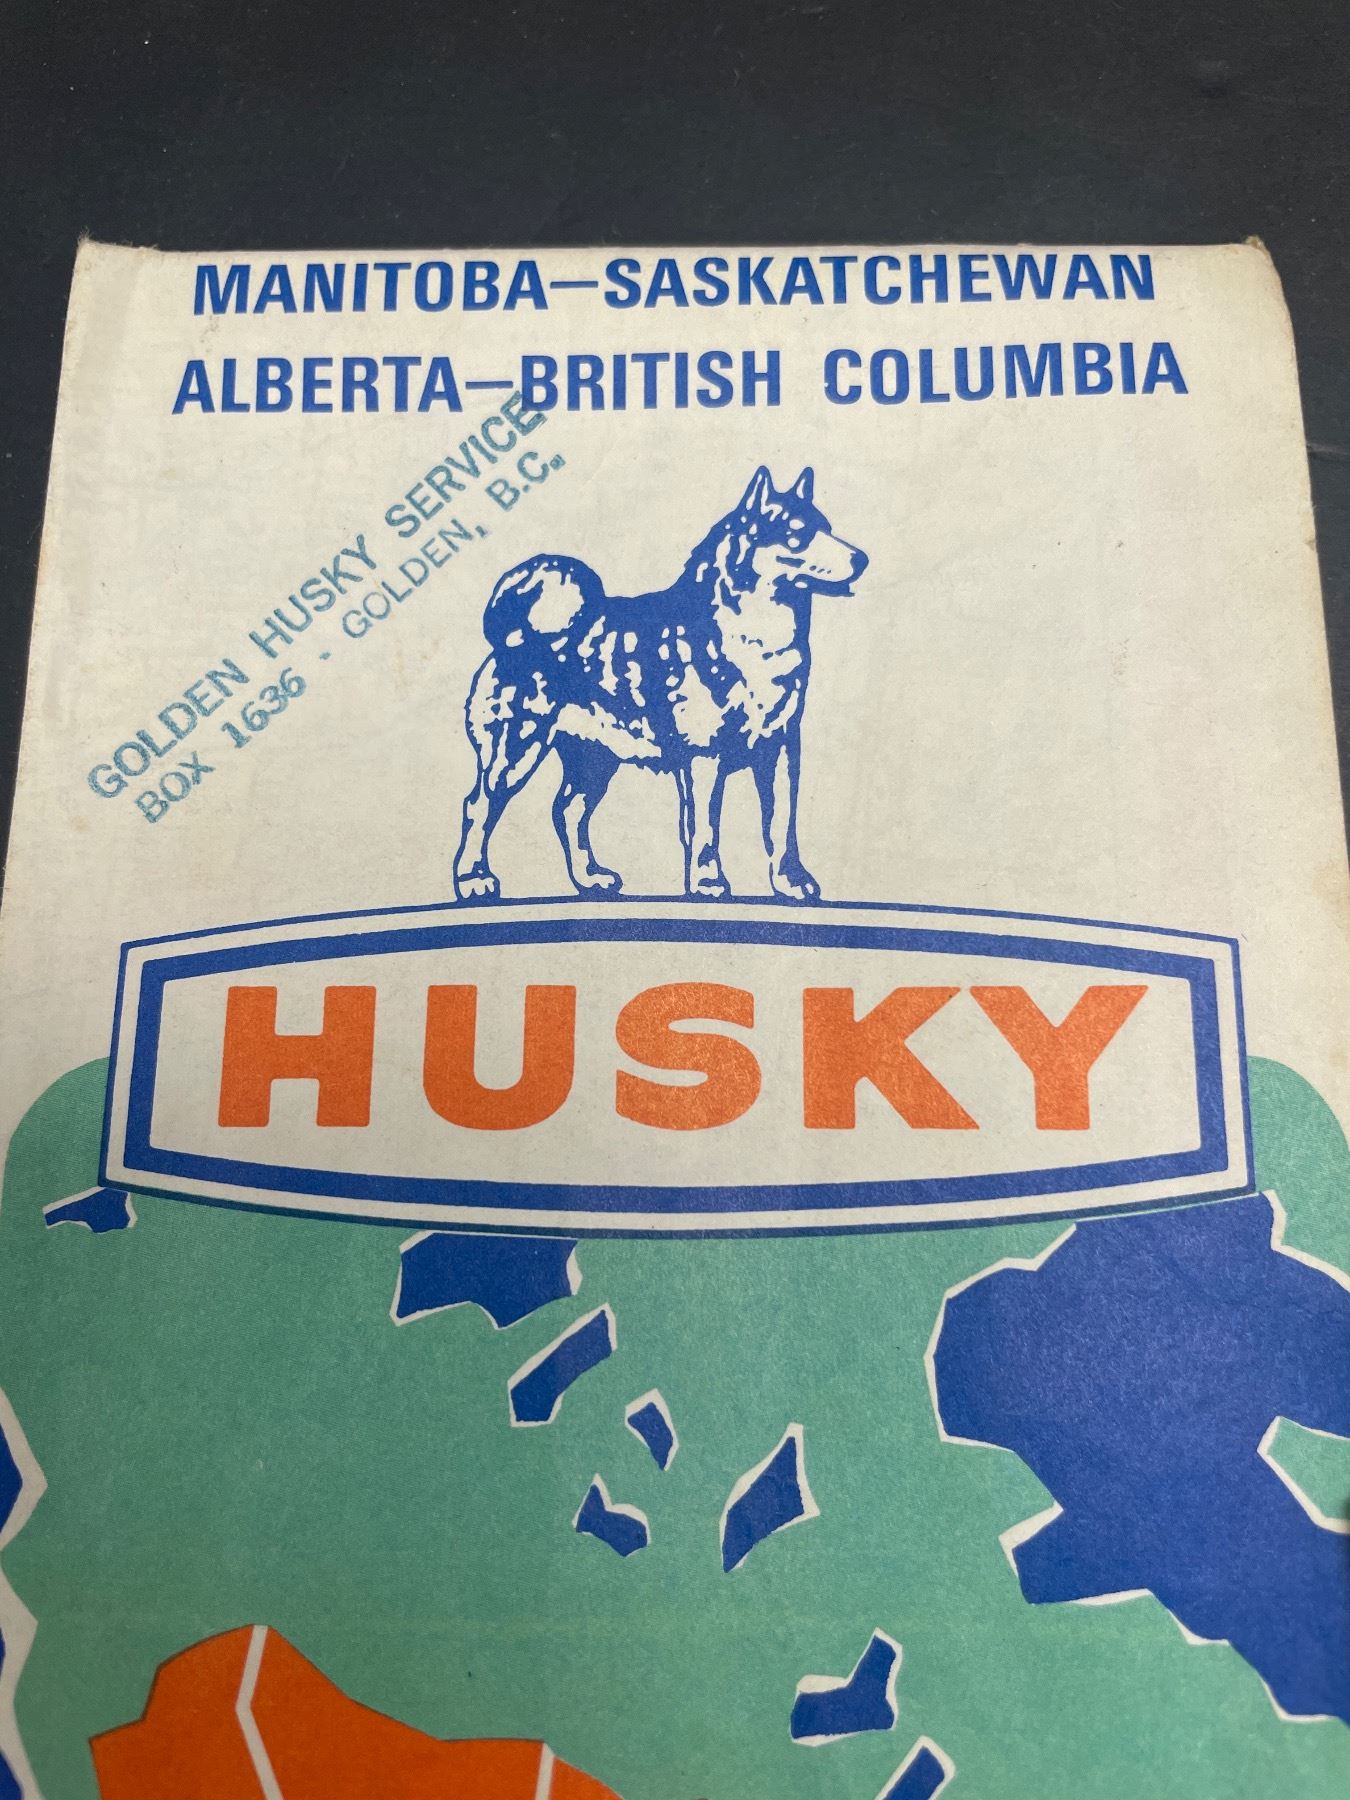 MANITOBA—SASKATCHEWAN
ALBERTA—BRITISH COLUMBIA
GOLDEN HUSKY SERVICE
BOX 1636 - GOLDEN, B.C.
HUSKY